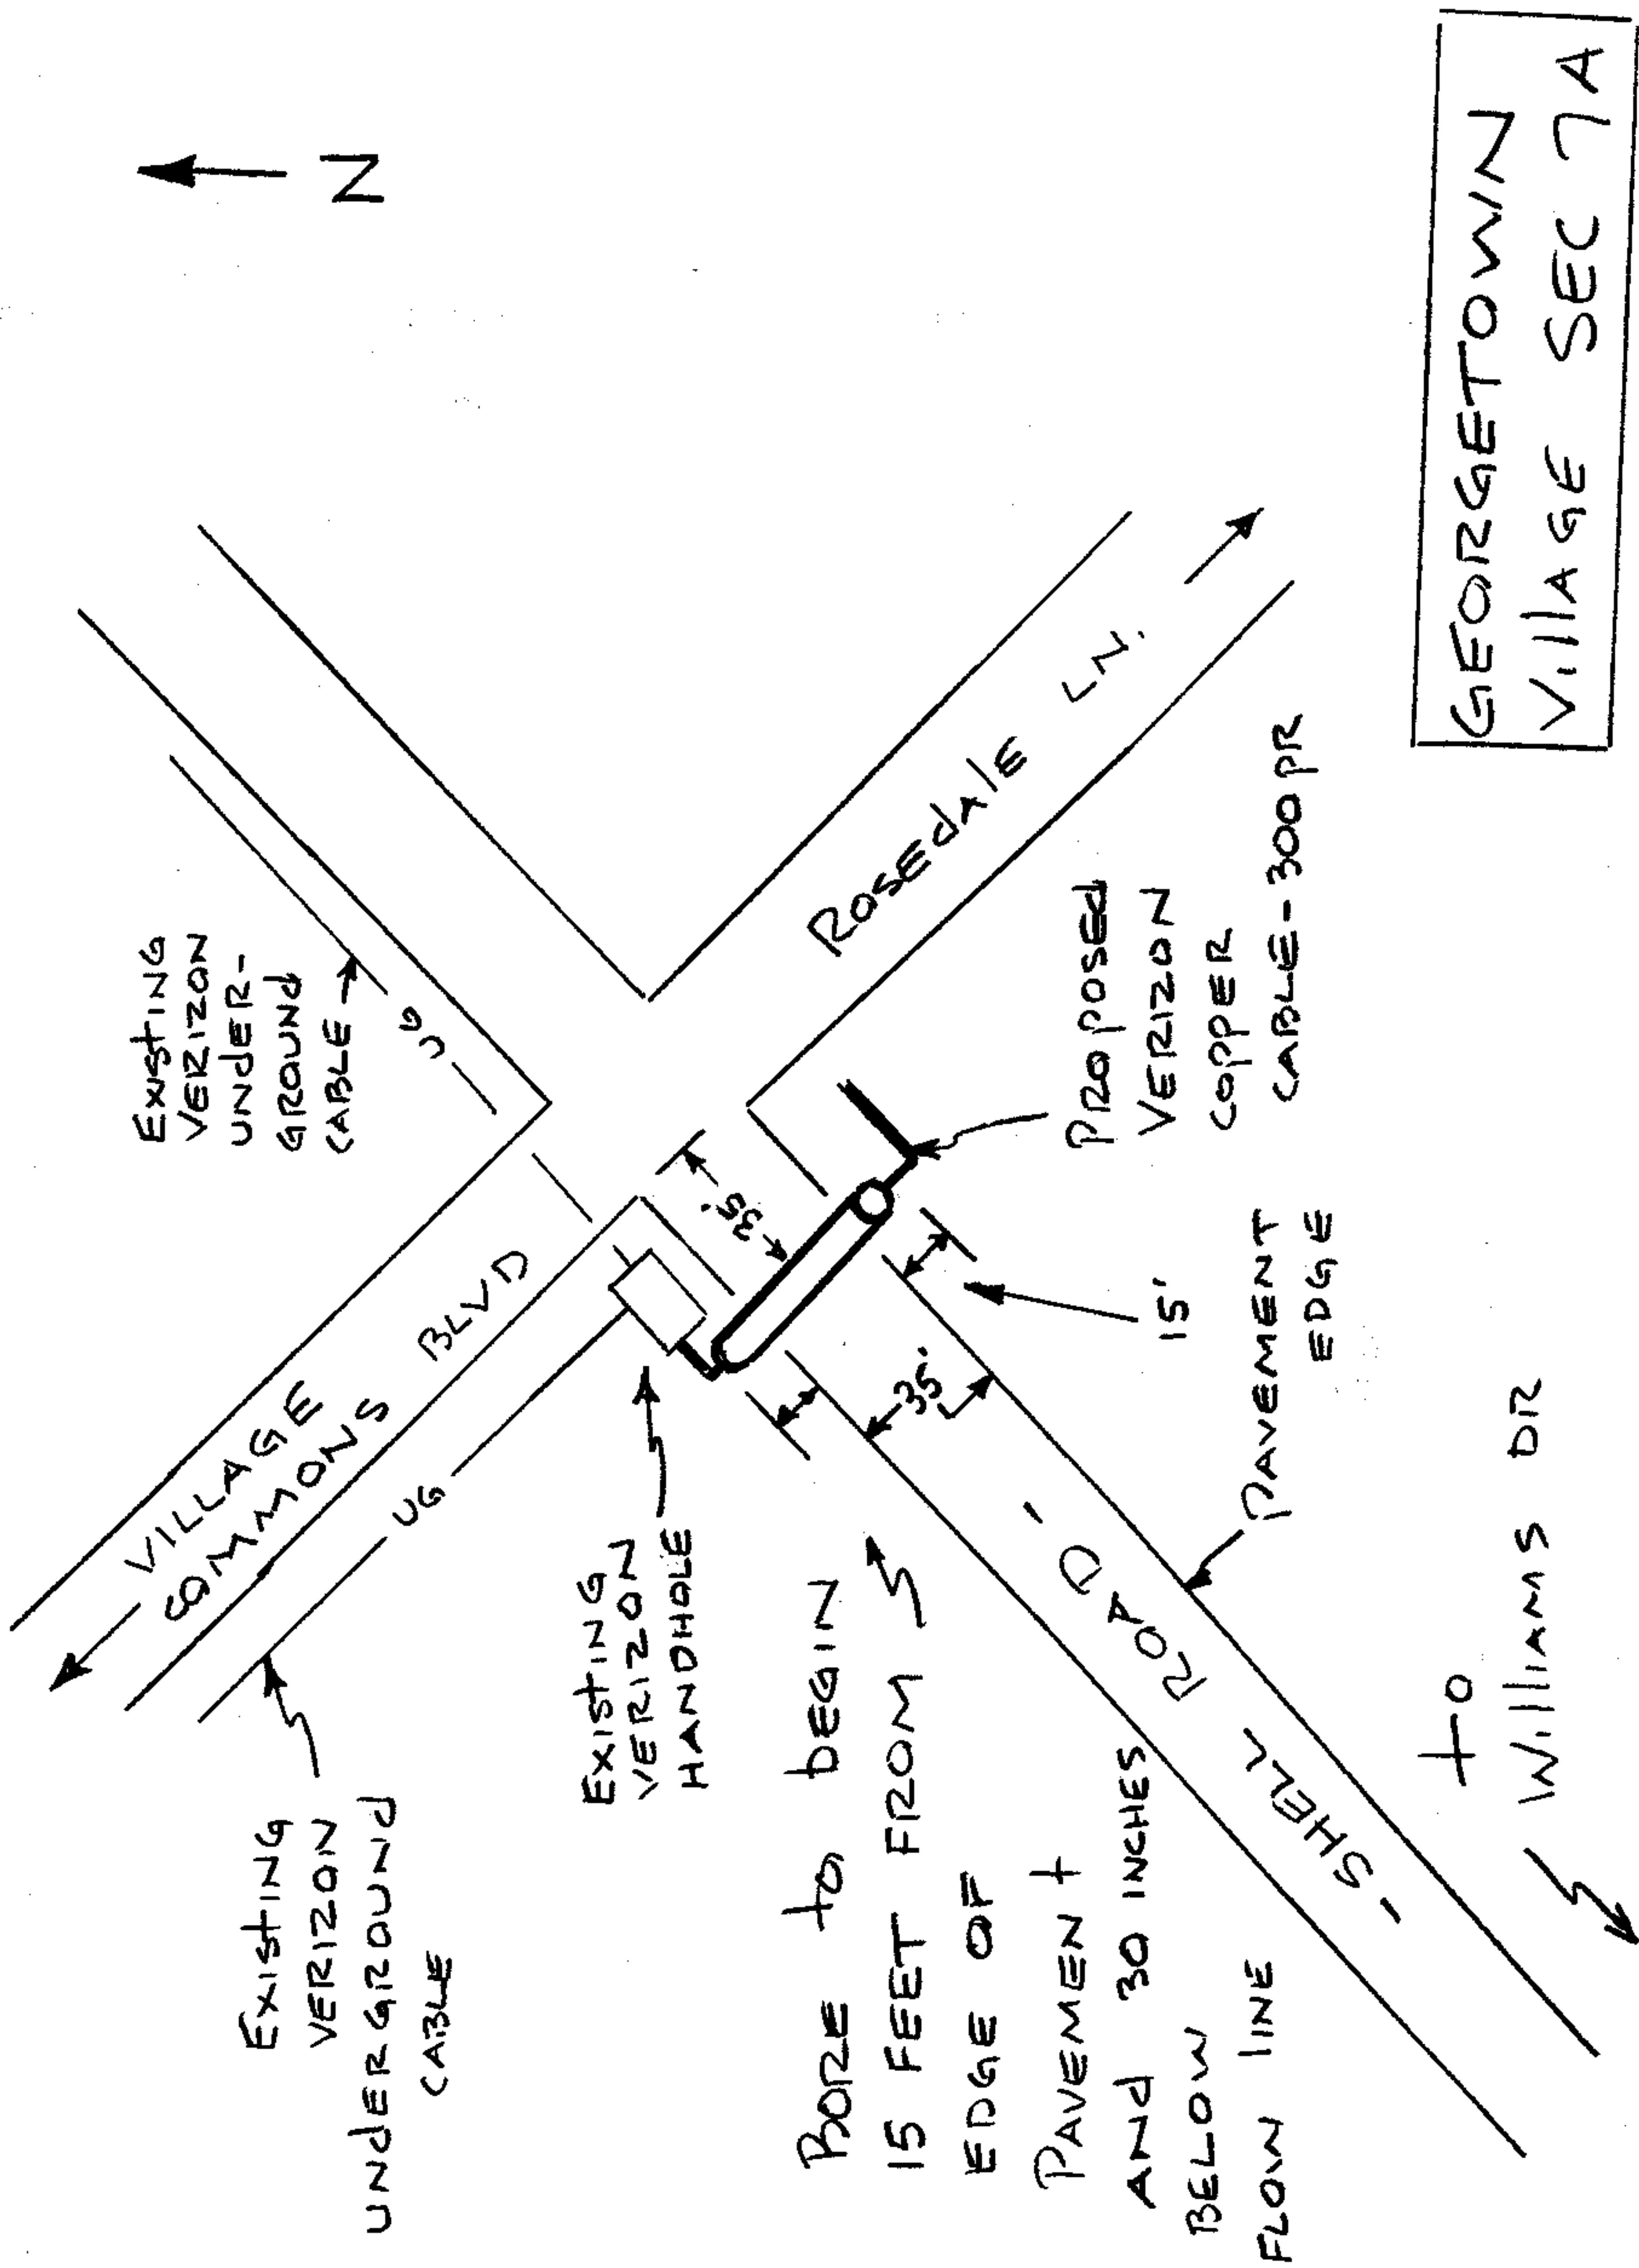 EXISTING
VERIZON
UNDERGROUND
CABLE
VILLAGE
COMMONS
BLVD
UG
EXISTING
VERIZON
UNDER-
GROUND
CABLE
UG
N
EXISTING
VERIZON
HANDHOLE
35'
BORE to bEGIN
15 FEET FROM
EDGE OF
PAVEMENt
ANd 30 INCHES
BELOW
FLOW lINE
35'
15'
- SHELL ROAD -
PAVEMENT
EDGE
ROSEdAlE LN.
PROPOSEd
VERIZON
COPPER
CABLE-300 PR
to
WIllIAMS DR
GEORGETOWN
VIllAGE SEC 7A